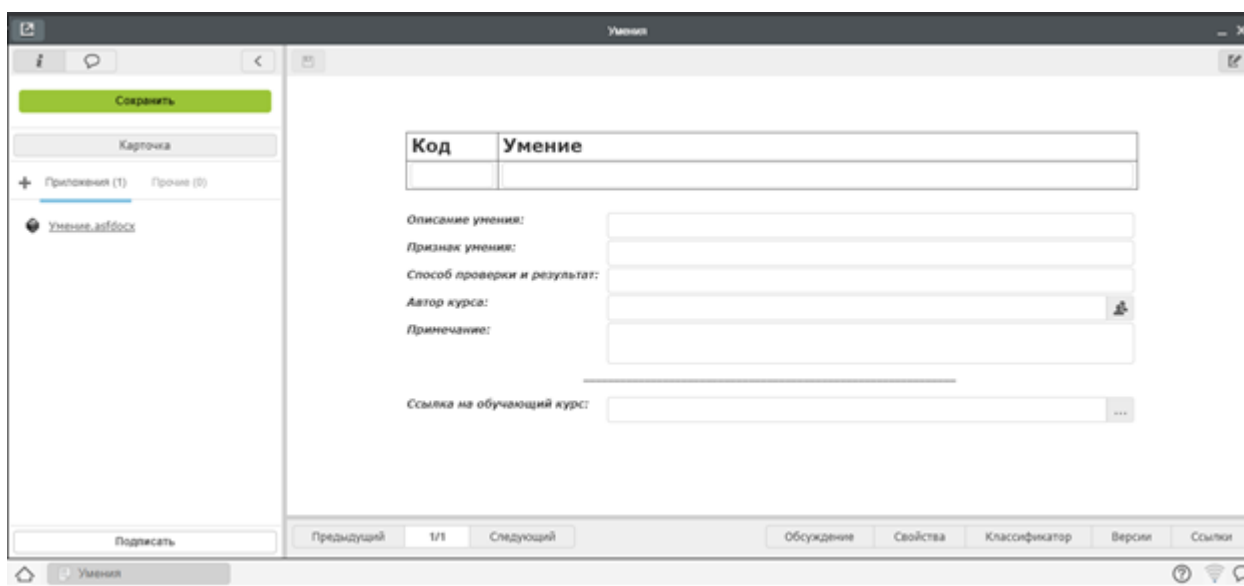 Умения
i
Сохранить
Карточка
Приложения (1) Прочие (0)
Умение.asfdocx
Подписать
Код Умение
Описание умения:
Признак умения:
Способ проверки и результат:
Автор курса:
Примечание:
Ссылка на обучающий курс:
...
Предыдущий 1/1 Следующий Обсуждение Свойства Классификатор Версии Ссылки
Умения ?